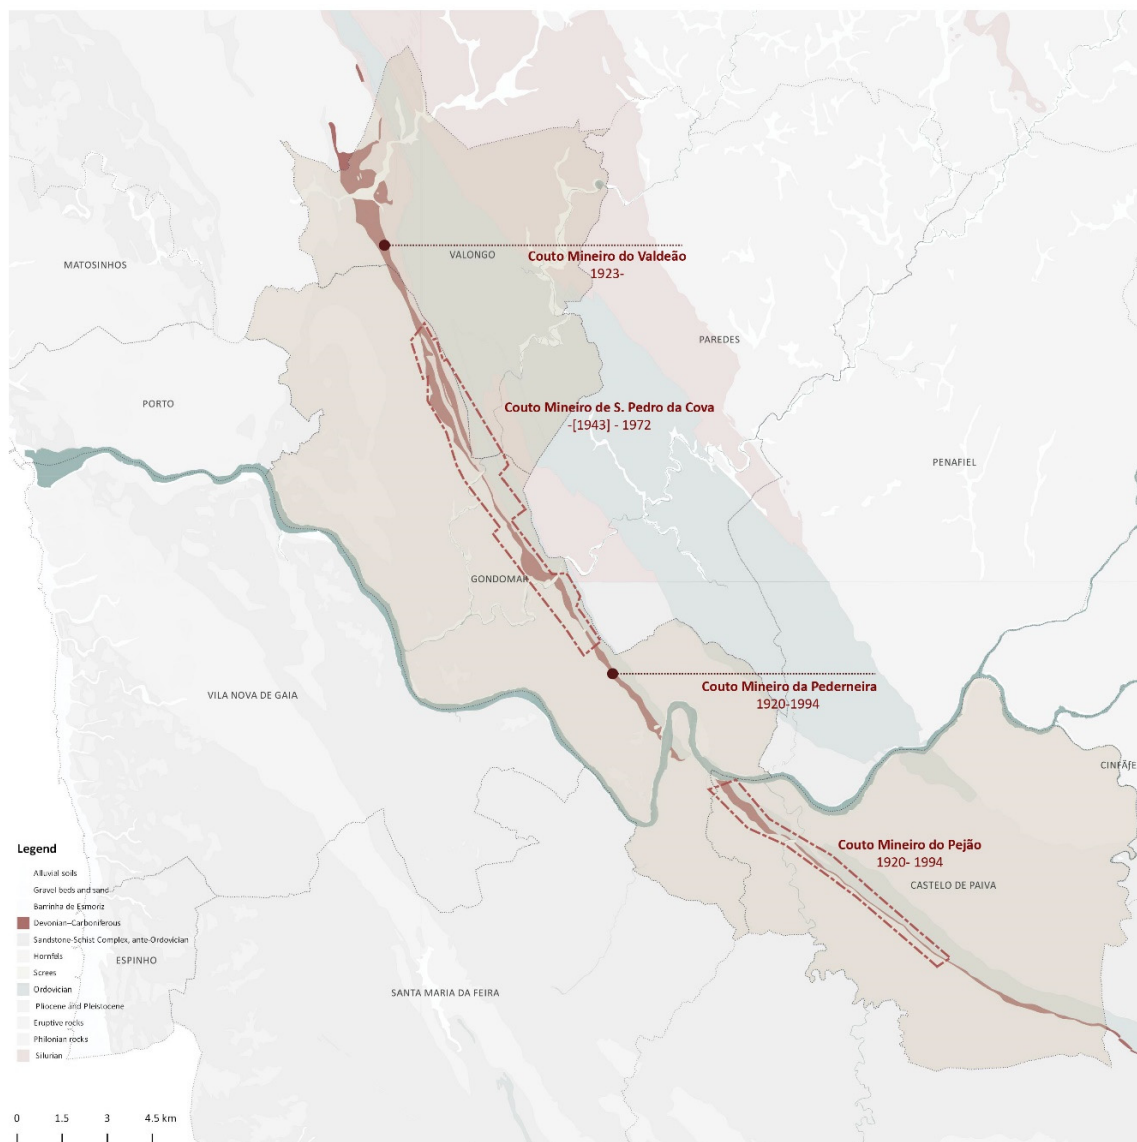 MATOSINHOS
VALONGO
Couto Mineiro do Valdeão
1923-
PAREDES
PORTO
Couto Mineiro de S. Pedro da Cova
-[1943] - 1972
PENAFIEL
GONDOMAR
VILA NOVA DE GAIA
Couto Mineiro da Pederneira
1920-1994
CINFÃƒE
Couto Mineiro do Pejão
1920- 1994
CASTELO DE PAIVA
ESPINHO
SANTA MARIA DA FEIRA
Legend
Alluvial soils
Gravel beds and sand
Barrinha de Esmoriz
Devonian–Carboniferous
Sandstone-Schist Complex, ante-Ordovician
Hornfels
Screes
Ordovician
Pliocene and Pleistocene
Eruptive rocks
Philonian rocks
Silurian
0 1.5 3 4.5 km